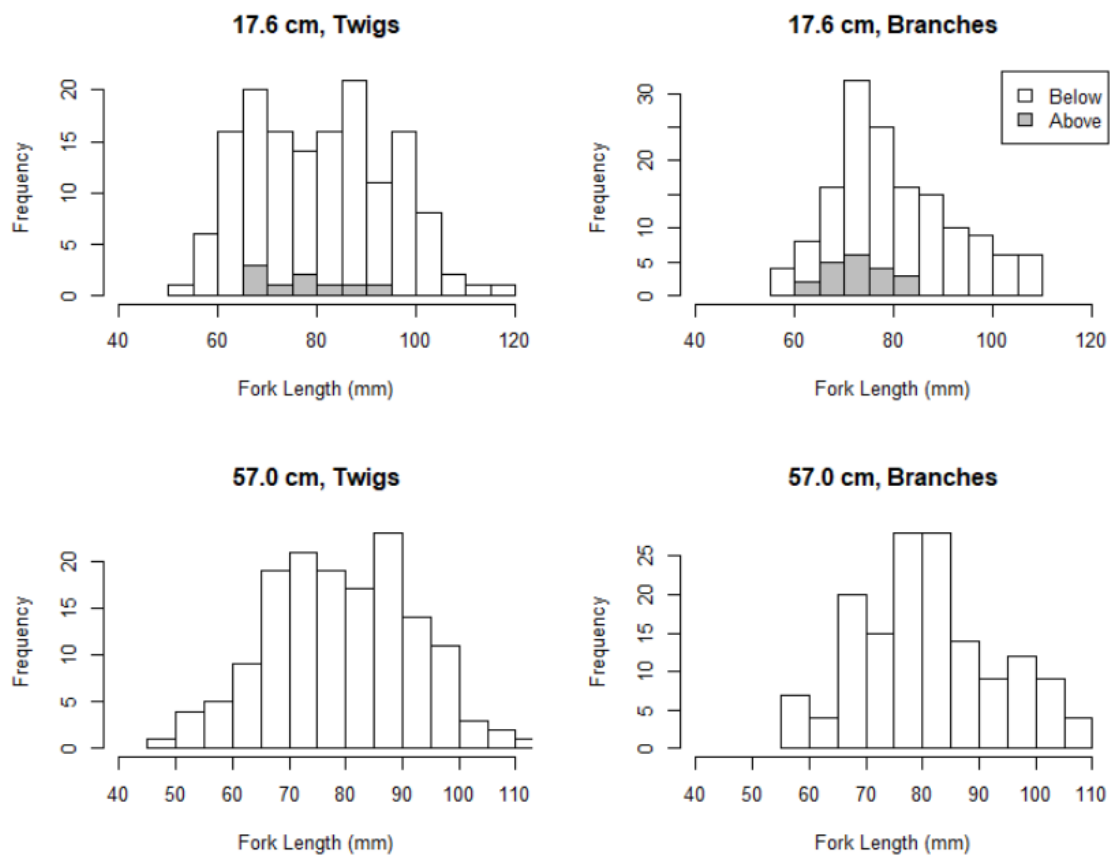 17.6 cm, Twigs
Frequency
0 5 10 15 20
40 60 80 100 120
Fork Length (mm)
17.6 cm, Branches
Below
Above
Frequency
0 5 10 20 30
40 60 80 100 120
Fork Length (mm)
57.0 cm, Twigs
Frequency
0 5 10 15 20
40 50 60 70 80 90 100 110
Fork Length (mm)
57.0 cm, Branches
Frequency
0 5 10 15 20 25
40 50 60 70 80 90 100 110
Fork Length (mm)